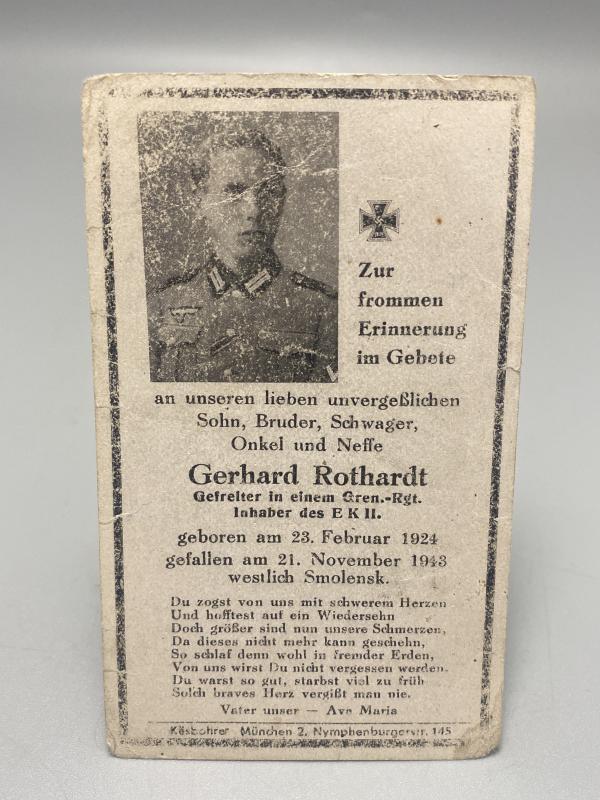 Zur
frommen
Erinnerung
im Gebete
an unseren lieben unvergeßlichen
Sohn, Bruder, Schwager,
Onkel und Neffe
Gerhard Rothardt
Gefreiter in einem Gren.-Rgt.
Inhaber des E K II.
geboren am 23. Februar 1924
gefallen am 21. November 1943
westlich Smolensk.
Du zogst von uns mit schwerem Herzen
Und hofftest auf ein Wiedersehn
Doch größer sind nun unsere Schmerzen,
Da dieses nicht mehr kann geschehn,
So schlaf denn wohl in fremder Erden,
Von uns wirst Du nicht vergessen werden.
Du warst so gut, starbst viel zu früh
Solch braves Herz vergißt man nie.
Vater unser — Ave Maria
Käsbohrer München 2, Nymphenburgerstr. 145